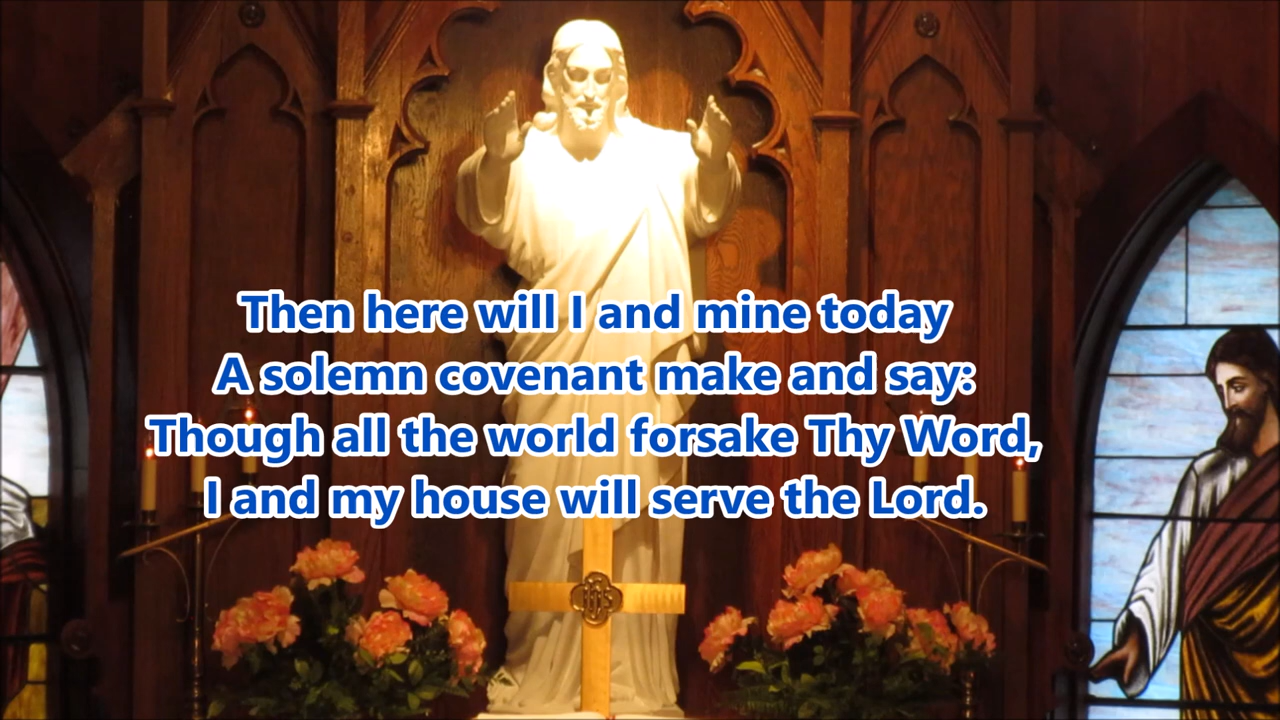 Then here will I and mine today
A solemn covenant make and say:
Though all the world forsake Thy Word,
I and my house will serve the Lord.
IHS